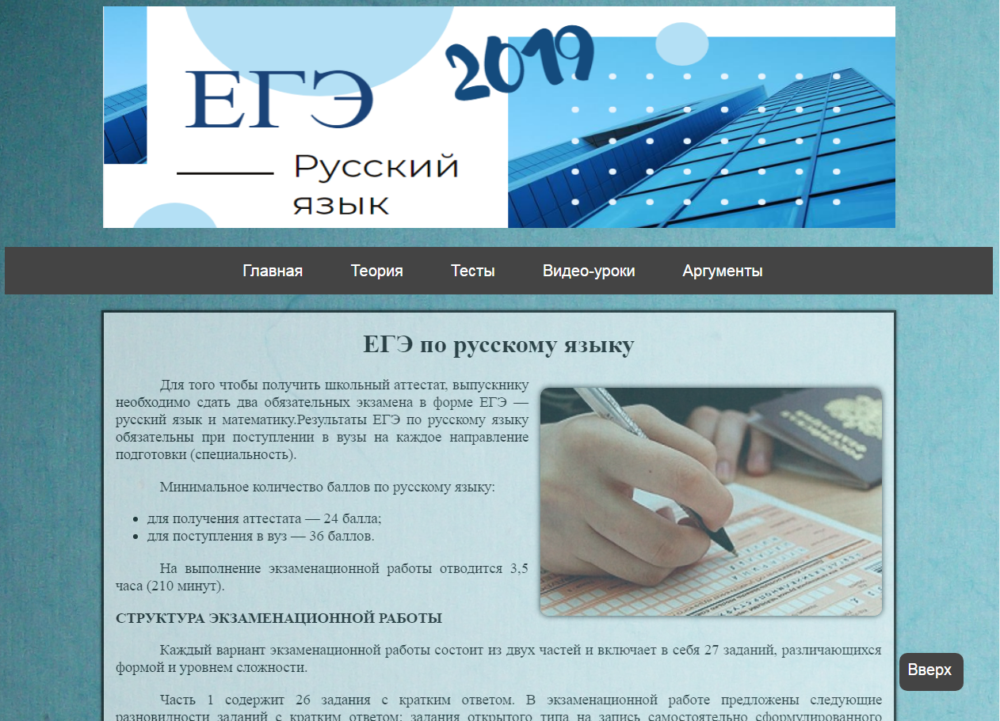 ЕГЭ
2019
Русский
язык
Главная Теория Тесты Видео-уроки Аргументы
ЕГЭ по русскому языку
Для того чтобы получить школьный аттестат, выпускнику
необходимо сдать два обязательных экзамена в форме ЕГЭ —
русский язык и математику.Результаты ЕГЭ по русскому языку
обязательны при поступлении в вузы на каждое направление
подготовки (специальность).
Минимальное количество баллов по русскому языку:
• для получения аттестата — 24 балла;
• для поступления в вуз — 36 баллов.
На выполнение экзаменационной работы отводится 3,5
часа (210 минут).
СТРУКТУРА ЭКЗАМЕНАЦИОННОЙ РАБОТЫ
Каждый вариант экзаменационной работы состоит из двух частей и включает в себя 27 заданий, различающихся
формой и уровнем сложности.
Вверх
Часть 1 содержит 26 задания с кратким ответом. В экзаменационной работе предложены следующие
разновидности заданий с кратким ответом: задания открытого типа на запись самостоятельно сформулированного